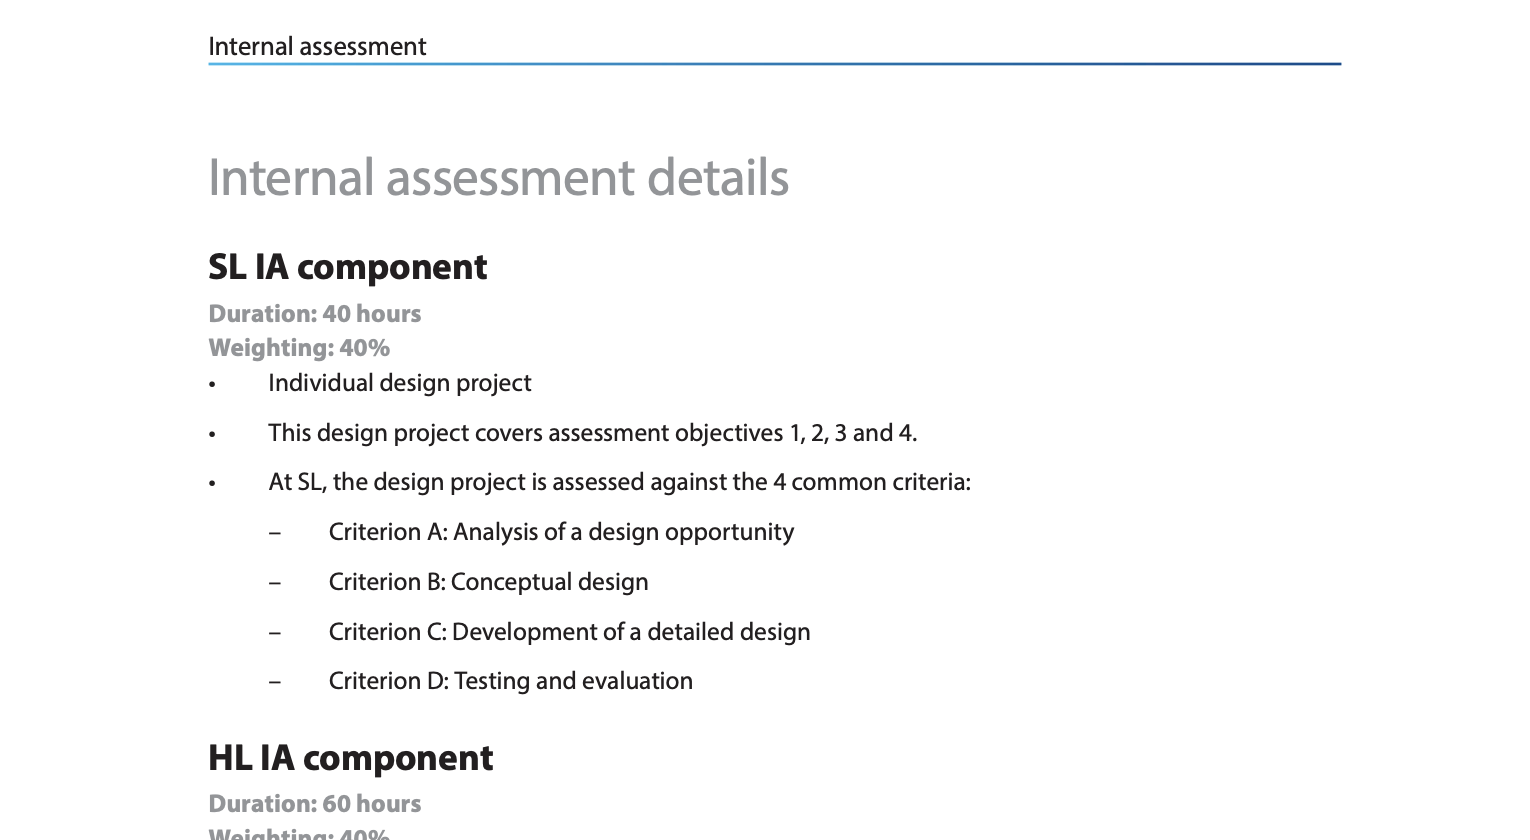 Internal assessment
Internal assessment details
SL IA component
Duration: 40 hours
Weighting: 40%
• Individual design project
• This design project covers assessment objectives 1, 2, 3 and 4.
• At SL, the design project is assessed against the 4 common criteria:
– Criterion A: Analysis of a design opportunity
– Criterion B: Conceptual design
– Criterion C: Development of a detailed design
– Criterion D: Testing and evaluation
HL IA component
Duration: 60 hours
Weighting: 40%